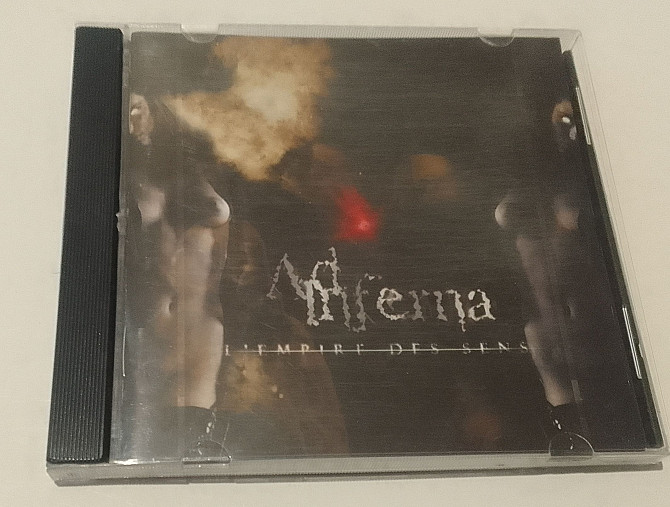 Ad Inferna
L'EMPIRE DES SENS